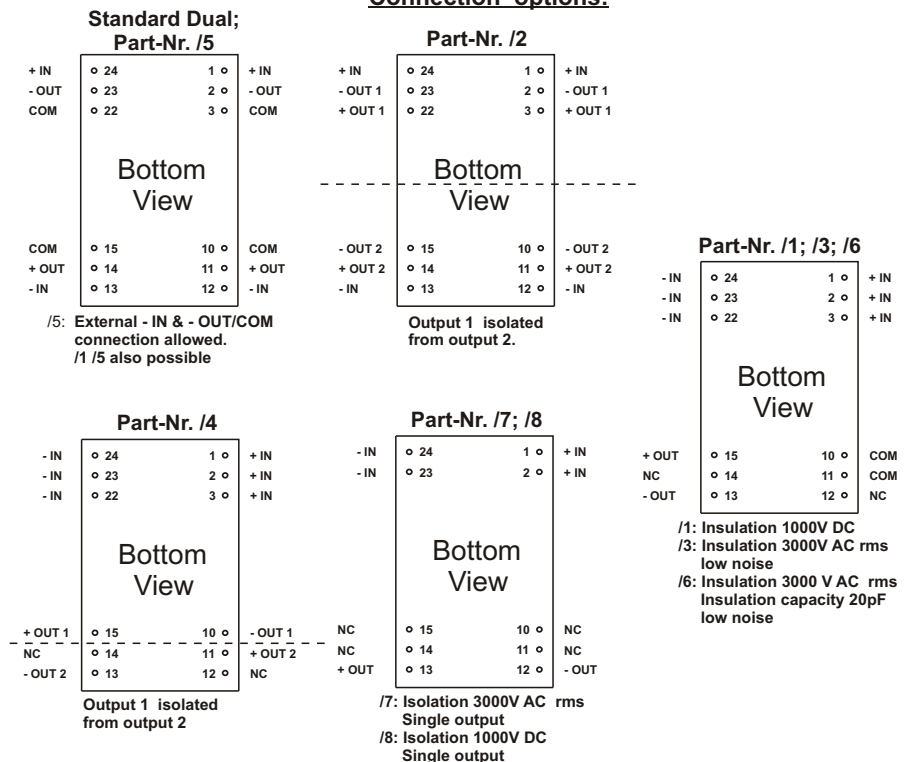 Connection options:
Standard Dual;
Part-Nr. /5
+ IN 24 1 + IN
- OUT 23 2 - OUT
COM 22 3 COM
Bottom
View
COM 15 10 COM
+ OUT 14 11 + OUT
- IN 13 12 - IN
/5: External - IN & - OUT/COM
connection allowed.
/1 /5 also possible
Part-Nr. /2
+ IN 24 1 + IN
- OUT 1 23 2 - OUT 1
+ OUT 1 22 3 + OUT 1
Bottom
View
- OUT 2 15 10 - OUT 2
+ OUT 2 14 11 + OUT 2
- IN 13 12 - IN
Output 1 isolated
from output 2.
Part-Nr. /1; /3; /6
- IN 24 1 + IN
- IN 23 2 + IN
- IN 22 3 + IN
Bottom
View
+ OUT 15 10 COM
NC 14 11 COM
- OUT 13 12 NC
/1: Insulation 1000V DC
/3: Insulation 3000V AC rms
low noise
/6: Insulation 3000 V AC rms
Insulation capacity 20pF
low noise
Part-Nr. /4
- IN 24 1 + IN
- IN 23 2 + IN
- IN 22 3 + IN
Bottom
View
+ OUT 1 15 10 - OUT 1
NC 14 11 + OUT 2
- OUT 2 13 12 NC
Output 1 isolated
from output 2
Part-Nr. /7; /8
- IN 24 1 + IN
- IN 23 2 + IN
Bottom
View
NC 15 10 NC
NC 14 11 NC
+ OUT 13 12 - OUT
/7: Isolation 3000V AC rms
Single output
/8: Isolation 1000V DC
Single output